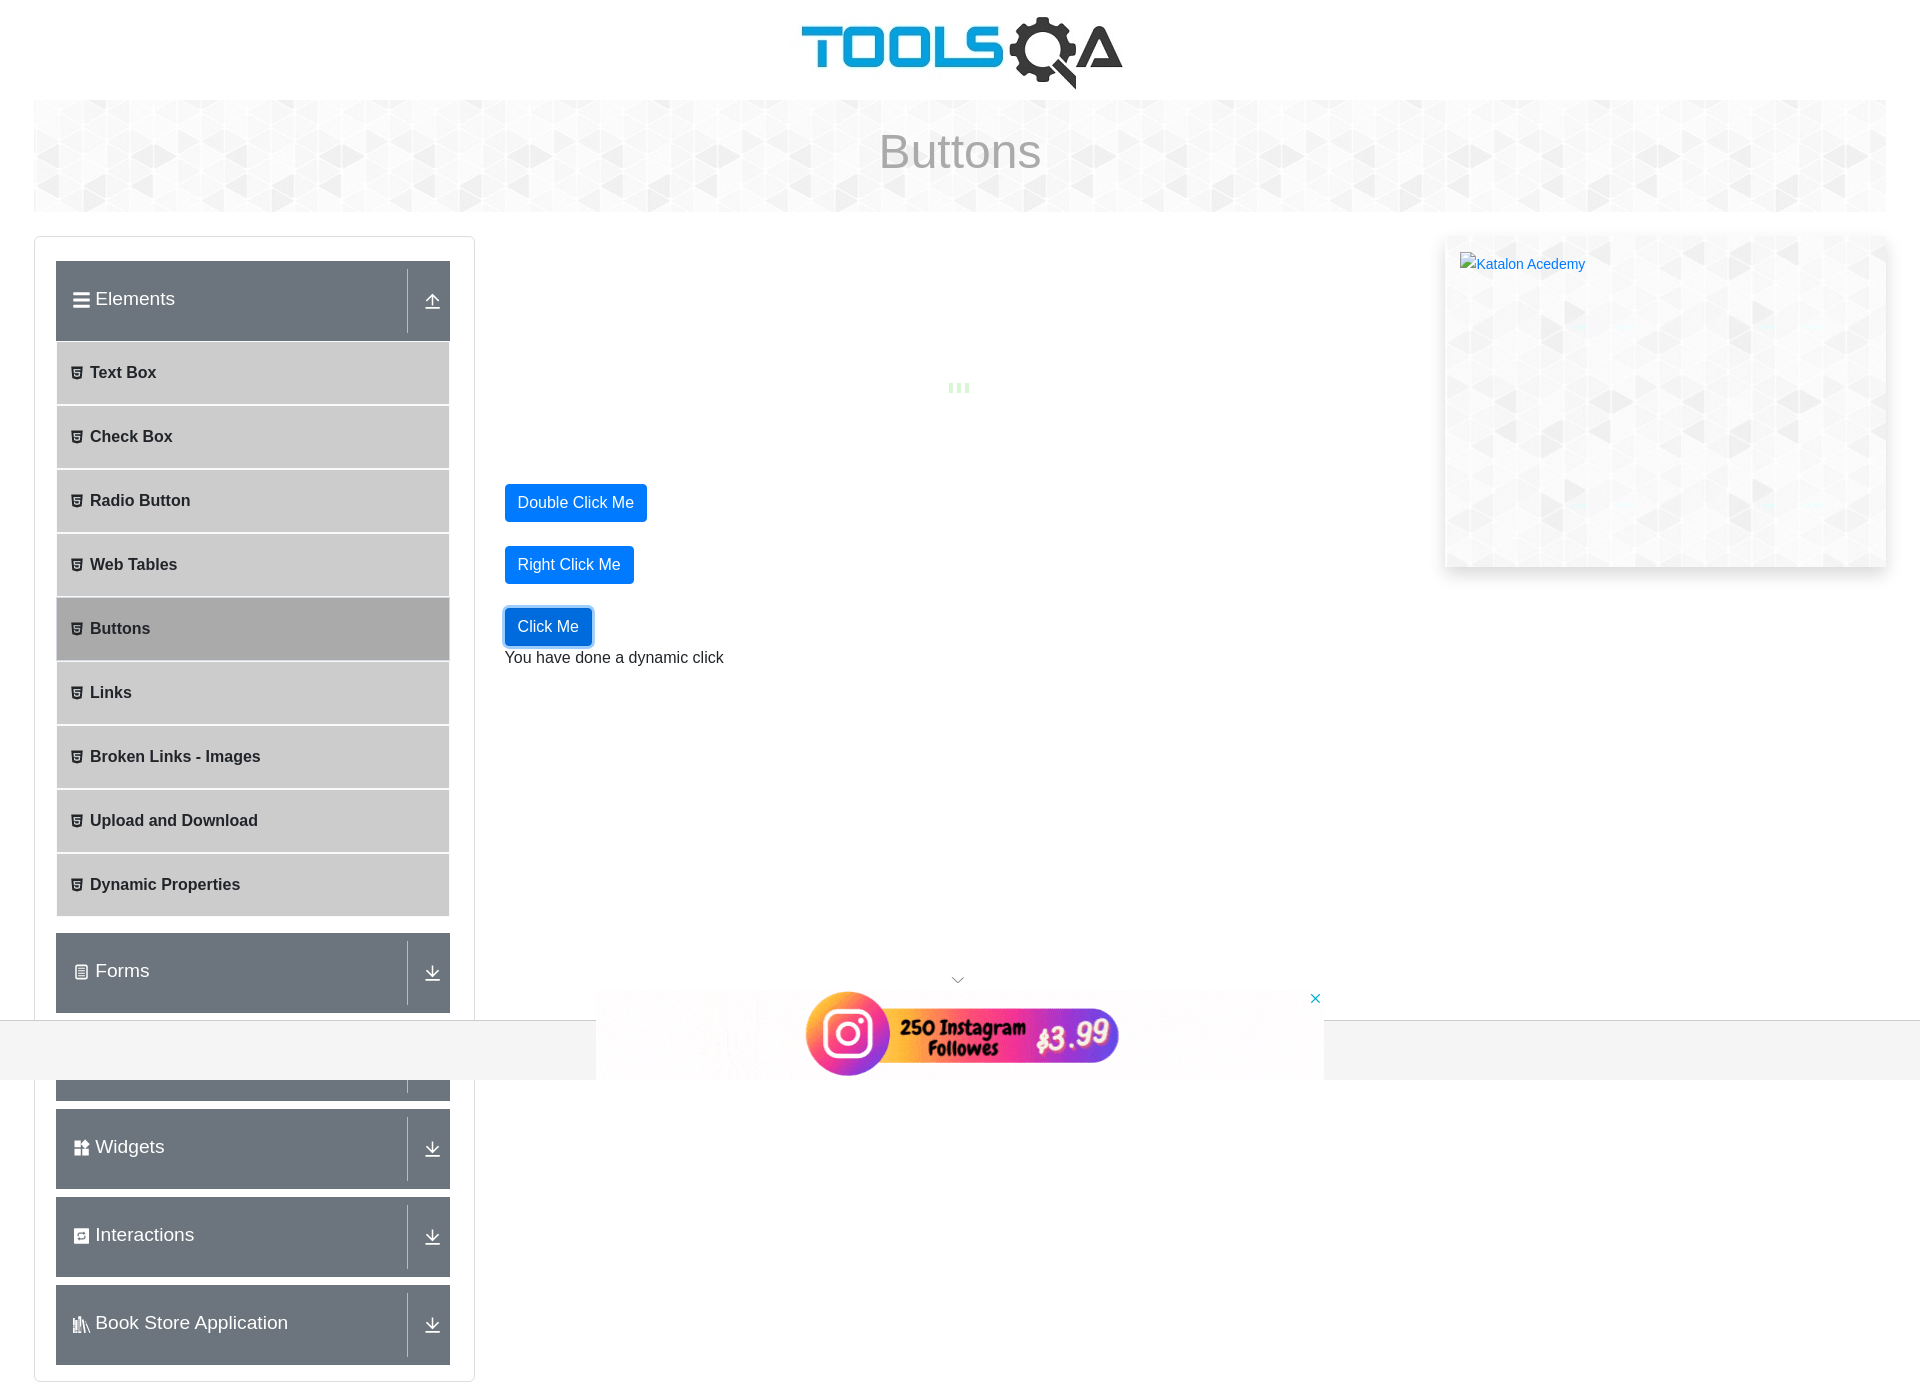 TOOLSQA
Buttons
Elements
Text Box
Check Box
Radio Button
Web Tables
Buttons
Links
Broken Links - Images
Upload and Download
Dynamic Properties
Forms
Widgets
Interactions
Book Store Application
Double Click Me
Right Click Me
Click Me
You have done a dynamic click
Katalon Acedemy
250 Instagram
Followes
$3.99